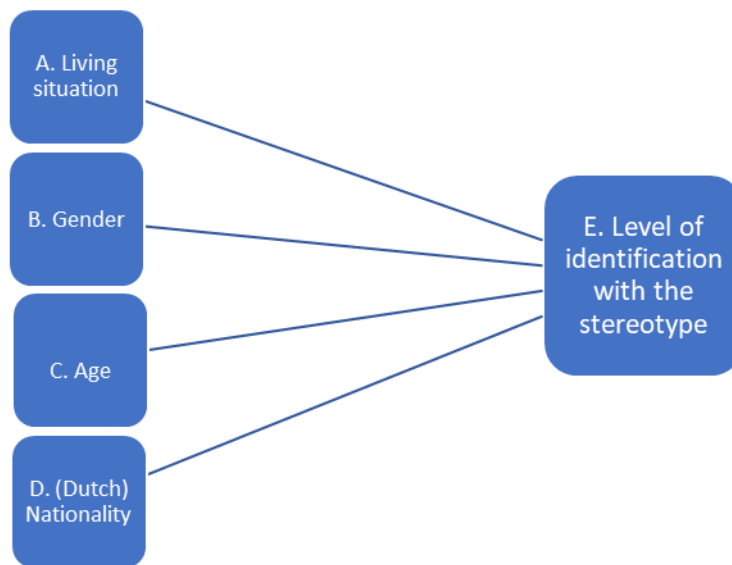 A. Living
situation
B. Gender
C. Age
D. (Dutch)
Nationality
E. Level of
identification
with the
stereotype